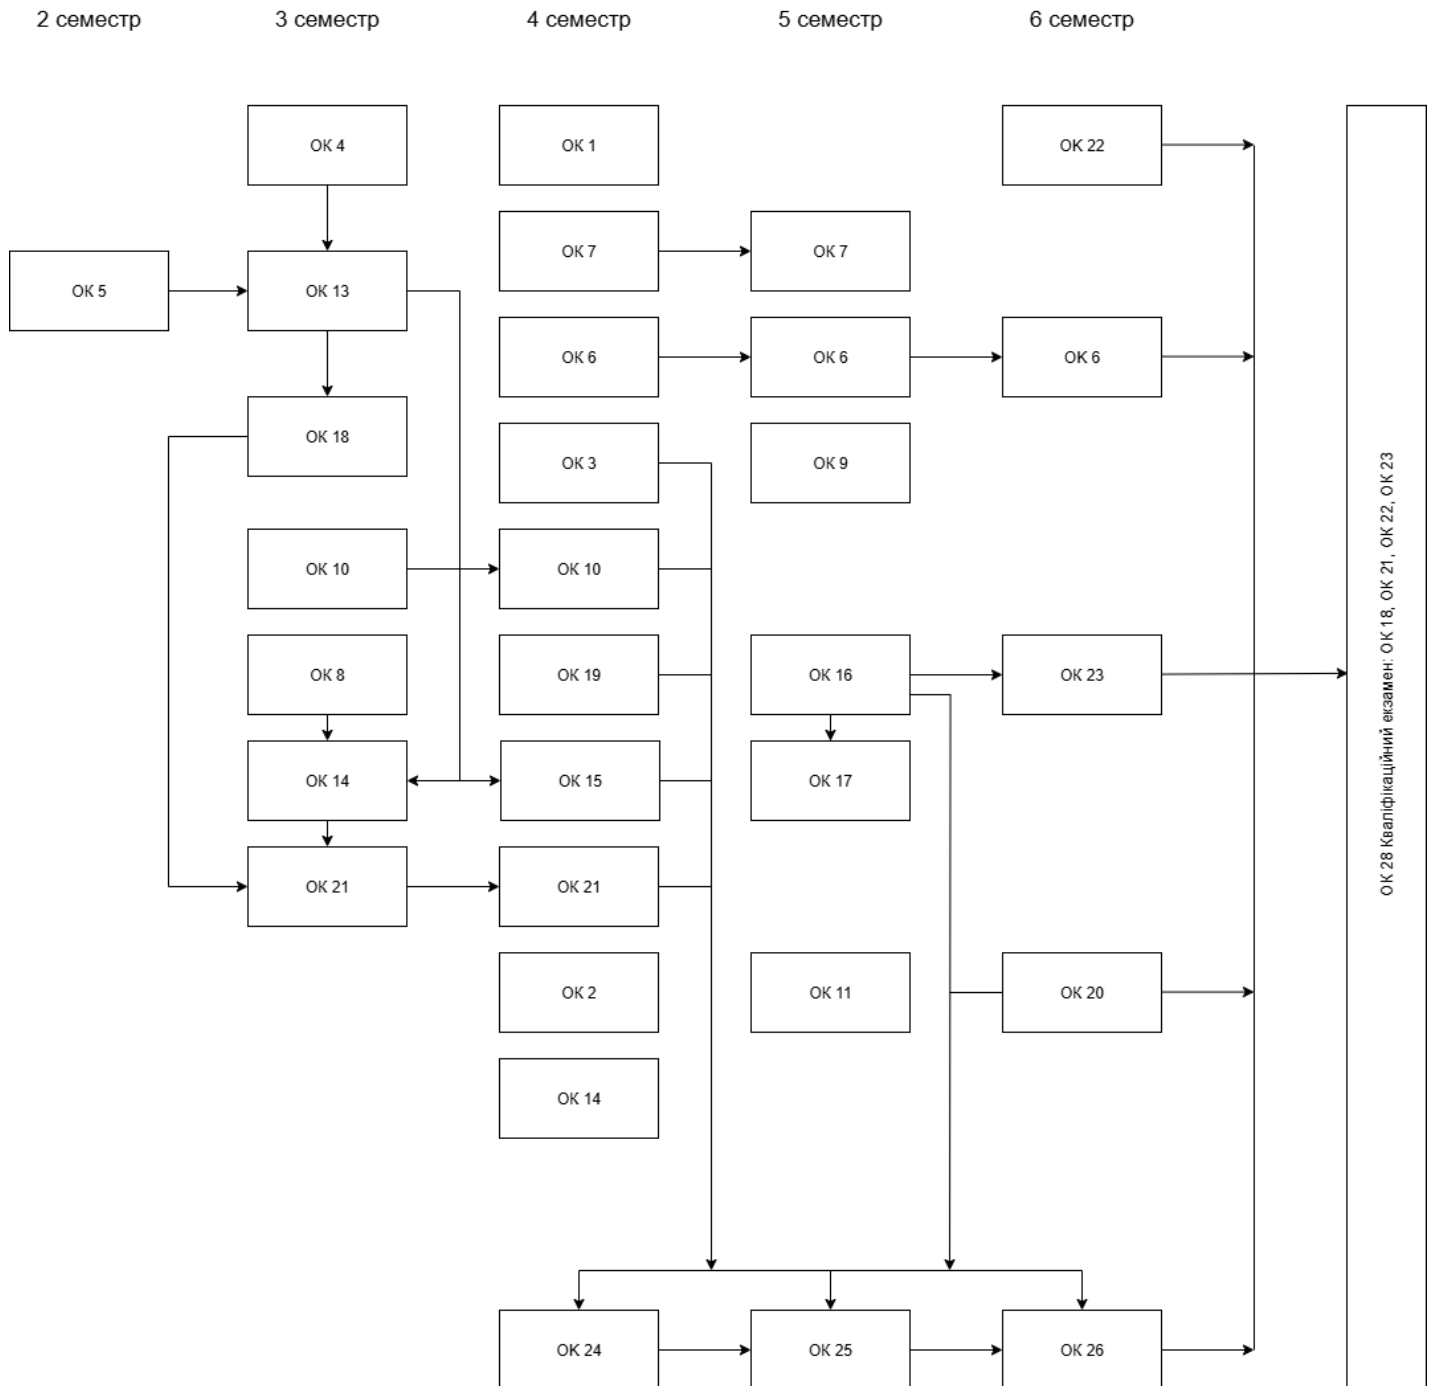 2 семестр
3 семестр
4 семестр
5 семестр
6 семестр
ОК 4
ОК 1
ОК 22
ОК 7
ОК 7
ОК 5
ОК 13
ОК 6
ОК 6
ОК 6
ОК 18
ОК 3
ОК 9
ОК 10
ОК 10
ОК 8
ОК 19
ОК 16
ОК 23
ОК 14
ОК 15
ОК 17
ОК 21
ОК 21
ОК 2
ОК 11
ОК 20
ОК 14
ОК 24
ОК 25
ОК 26
ОК 28 Кваліфікаційний екзамен: ОК 18, ОК 21, ОК 22, ОК 23